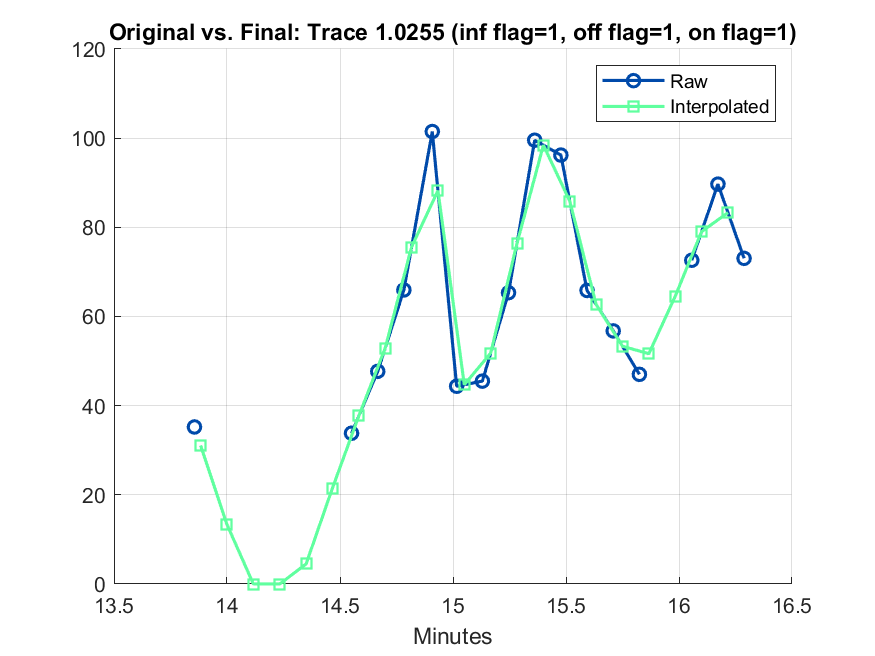 Original vs. Final: Trace 1.0255 (inf flag=1, off flag=1, on flag=1)
120
100
80
60
40
20
0
Raw
Interpolated
13.5 14 14.5 15 15.5 16 16.5
Minutes